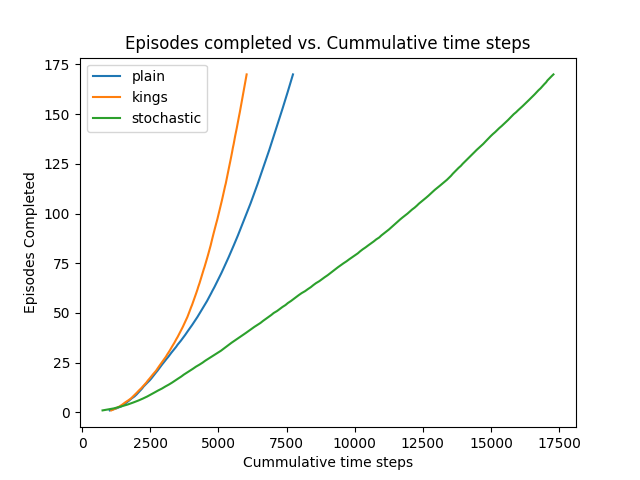 Episodes completed vs. Cummulative time steps
plain
kings
stochastic
175
150
125
100
75
50
25
0
Episodes Completed
0 2500 5000 7500 10000 12500 15000 17500
Cummulative time steps